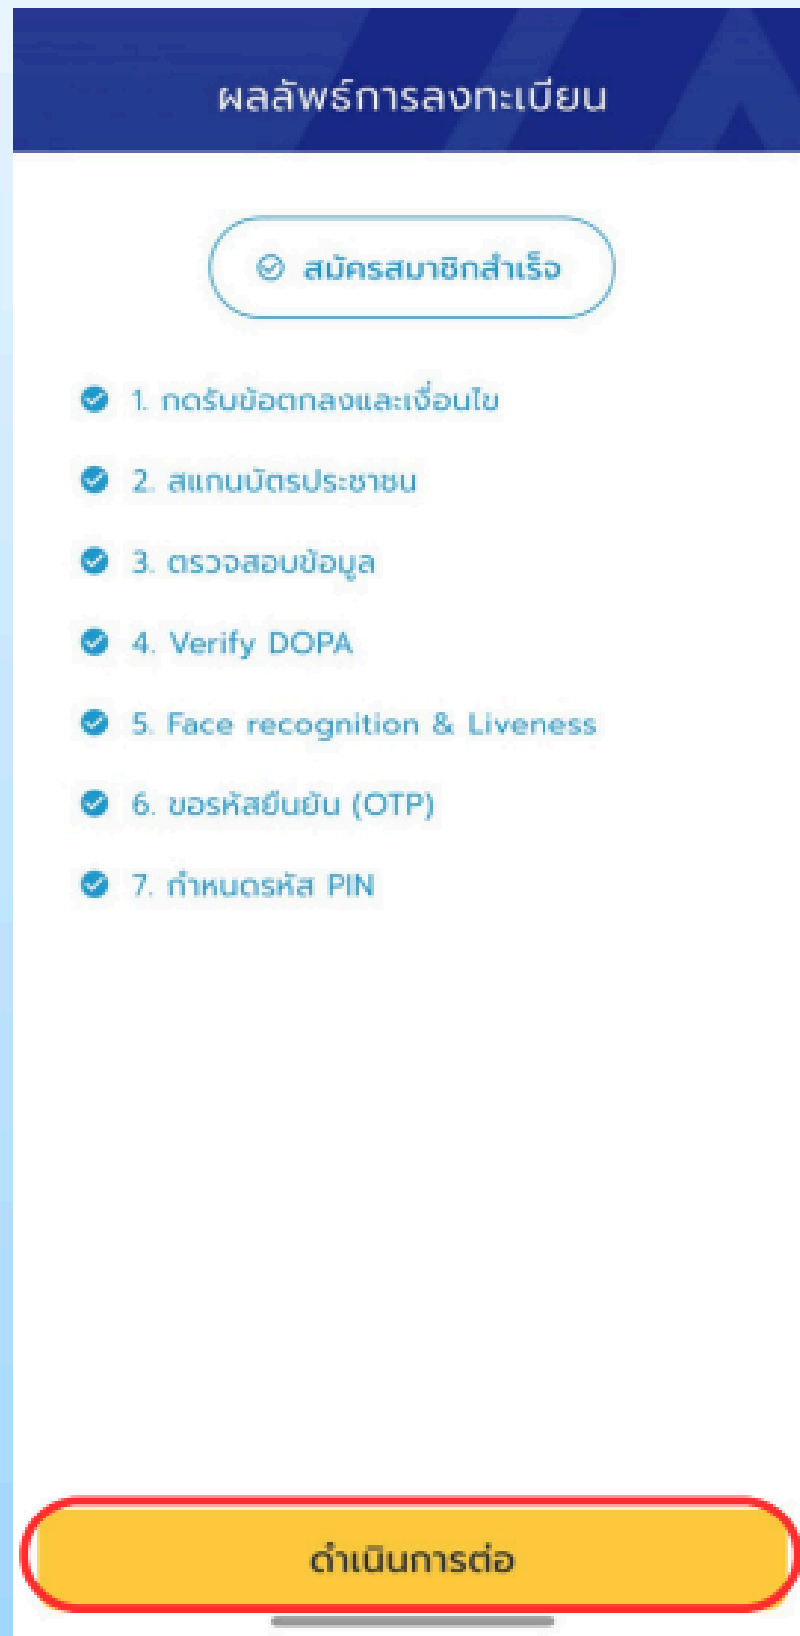 ผลลัพธ์การลงทะเบียน
สมัครสมาชิกสำเร็จ
1. กดรับข้อตกลงและเงื่อนไข
2. สแกนบัตรประชาชน
3. ตรวจสอบข้อมูล
4. Verify DOPA
5. Face recognition & Liveness
6. ขอรหัสยืนยัน (OTP)
7. กำหนดรหัส PIN
ดำเนินการต่อ